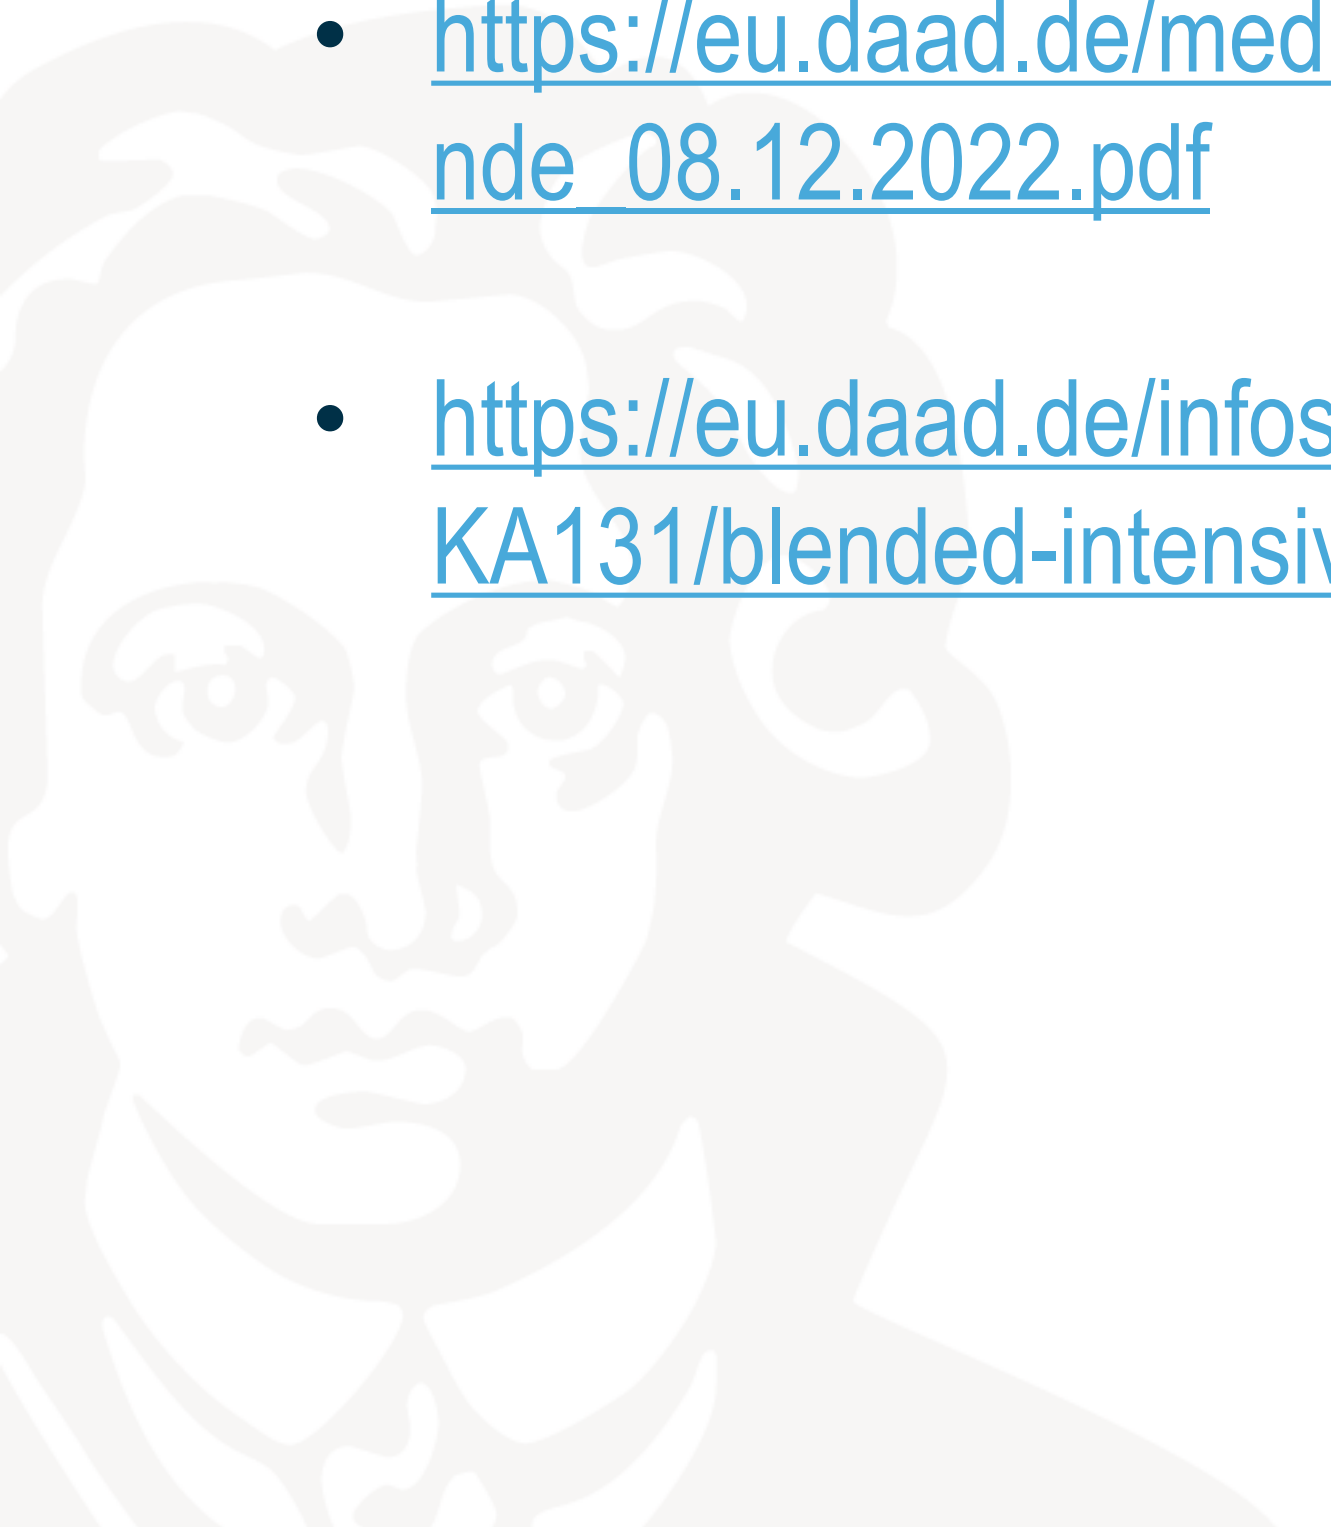 • https://eu.daad.de/med
nde_08.12.2022.pdf
• https://eu.daad.de/infos
KA131/blended-intensiv